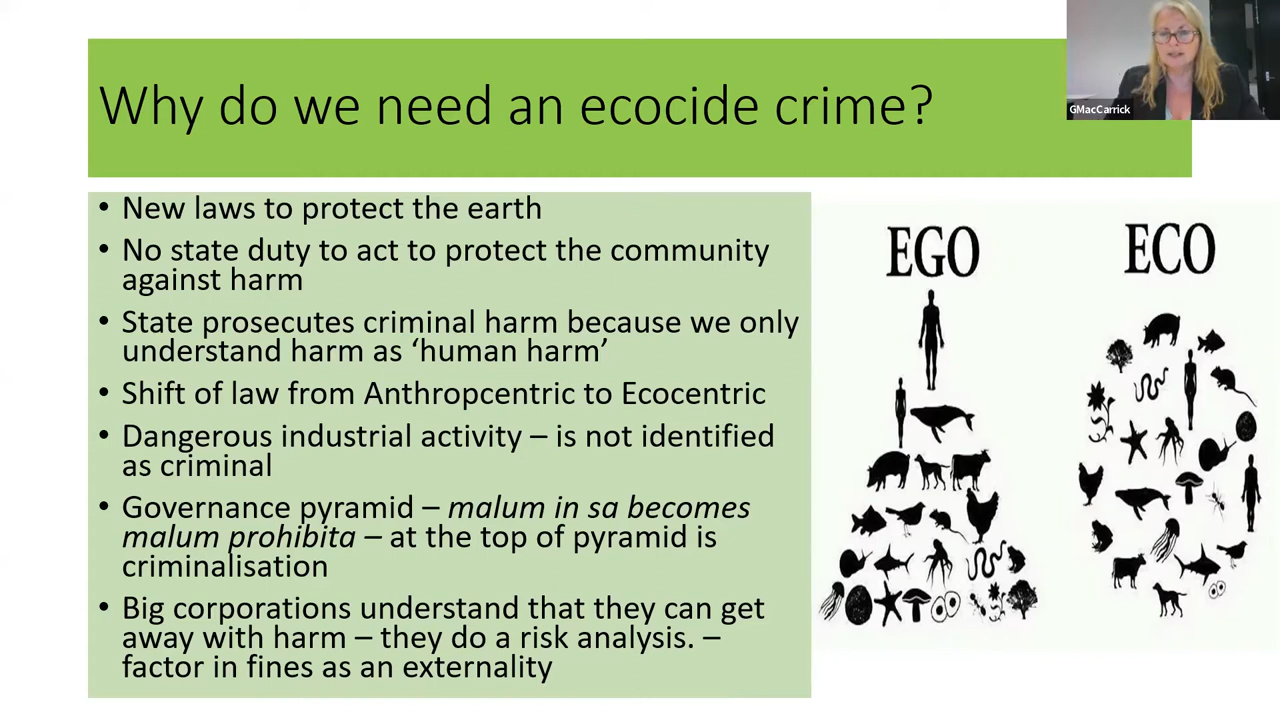 Why do we need an ecocide crime?
GMacCarrick
• New laws to protect the earth
• No state duty to act to protect the community
against harm
• State prosecutes criminal harm because we only
understand harm as ‘human harm’
• Shift of law from Anthropcentric to Ecocentric
• Dangerous industrial activity – is not identified
as criminal
• Governance pyramid – malum in sa becomes
malum prohibita – at the top of pyramid is
criminalisation
• Big corporations understand that they can get
away with harm – they do a risk analysis. –
factor in fines as an externality
EGO
ECO